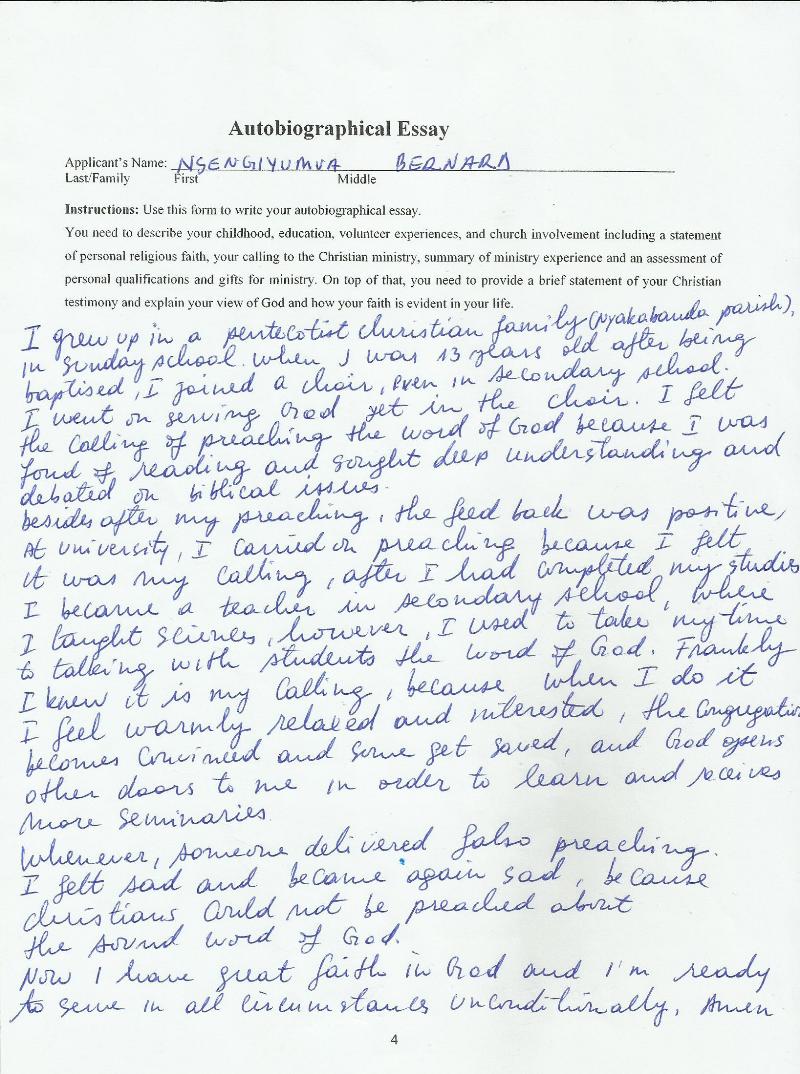 Autobiographical Essay
Applicant's Name: NSENGIYUMVA BERNARD
Last/Family First Middle
Instructions: Use this form to write your autobiographical essay.
You need to describe your childhood, education, volunteer experiences, and church involvement including a statement
of personal religious faith, your calling to the Christian ministry, summary of ministry experience and an assessment of
personal qualifications and gifts for ministry. On top of that, you need to provide a brief statement of your Christian
testimony and explain your view of God and how your faith is evident in your life.
I grew up in a pentecotist christian family (Nyakabanda parish),
in sunday school. when I was 13 years old after being
baptised, I joined a choir, even in secondary school.
I went on serving God yet in the choir. I felt
the calling of preaching the word of God because I was
fond of reading and sought deep understanding and
debated on biblical issues.
besides after my preaching, the feed back was positive,
At university, I carried on preaching because I felt
it was my calling, after I had completed my studies
I became a teacher in secondary school, where
I taught sciences, however, I used to take my time
to talking with students the word of God. Frankly
I knew it is my calling, because when I do it
I feel warmly relaxed and interested, the congregation
becomes convinced and some get saved, and God opens
other doors to me in order to learn and receives
more seminaries
Whenever, someone delivered falso preaching.
I felt sad and became again sad, because
christians could not be preached about
the sound word of God.
Now I have great faith in God and I'm ready
to serve in all circumstances unconditionally, Amen
4